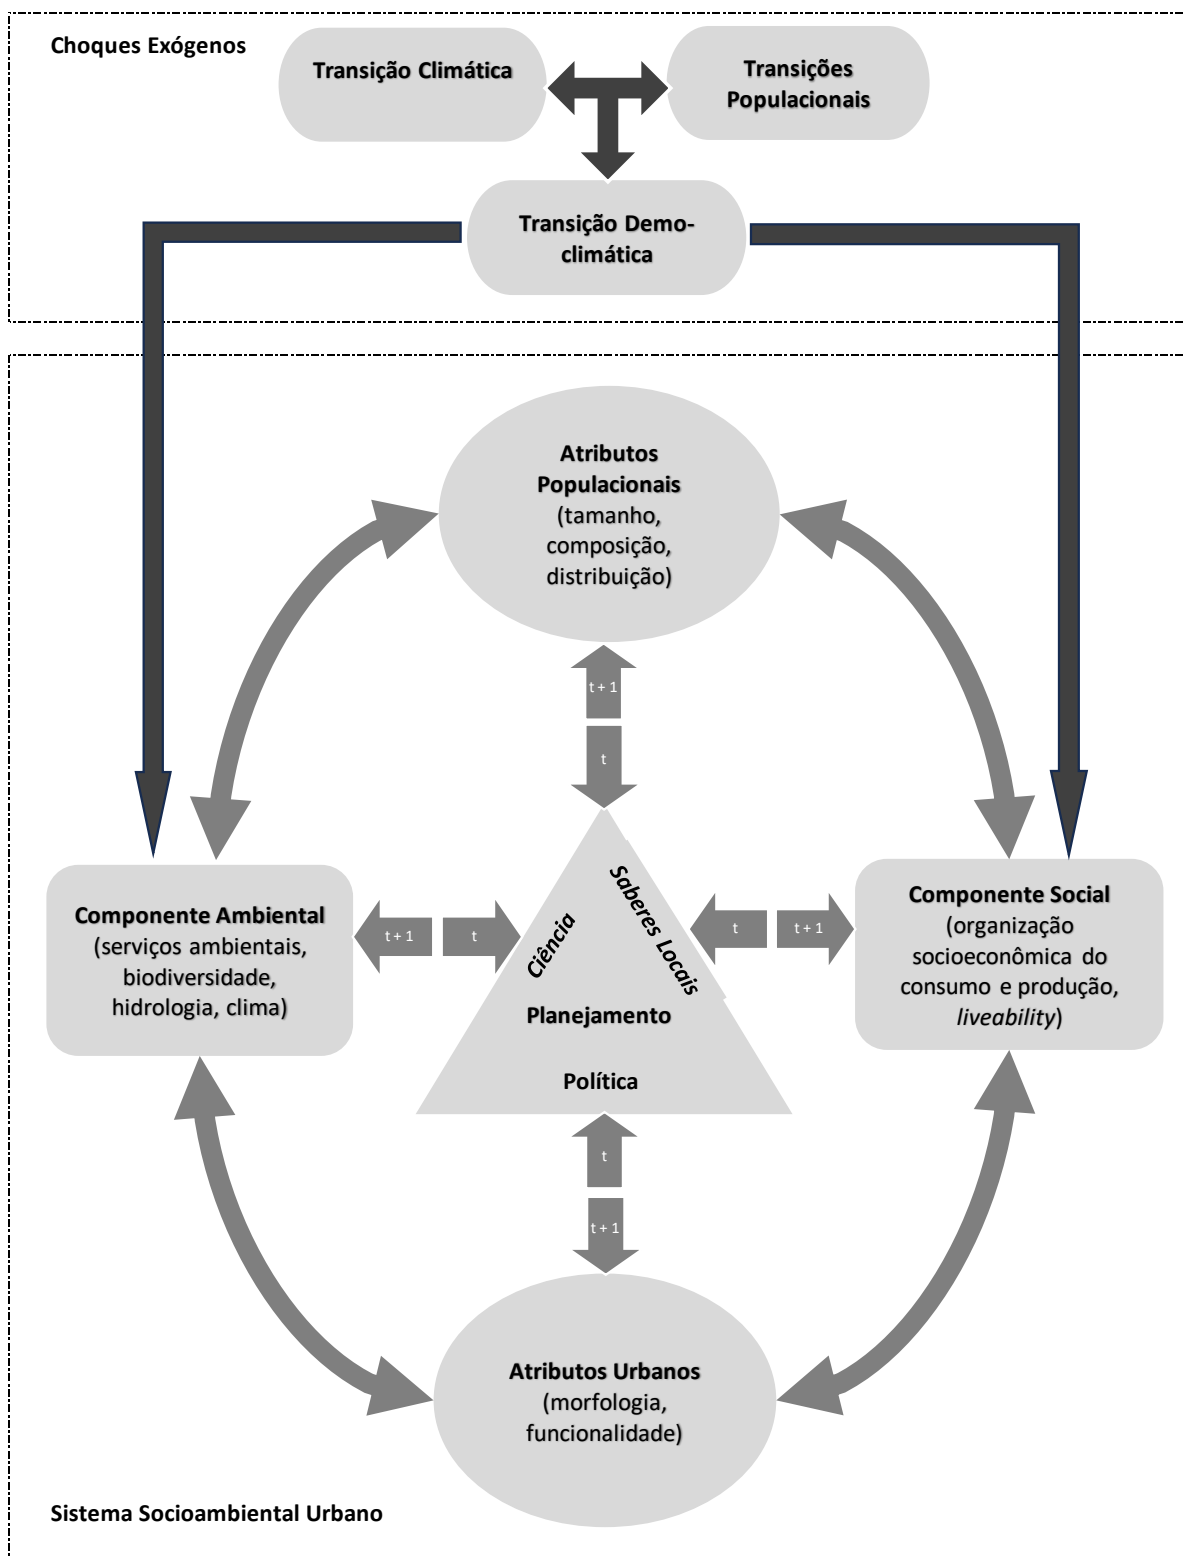 Choques Exógenos
Transição Climática
Transições
Populacionais
Transição Demo-
climática
Atributos
Populacionais
(tamanho,
composição,
distribuição)
t + 1
t
Componente Ambiental
(serviços ambientais,
biodiversidade,
hidrologia, clima)
t + 1
t
Ciência
Saberes Locais
Planejamento
Política
t
t + 1
Componente Social
(organização
socioeconômica do
consumo e produção,
liveability)
t
t + 1
Atributos Urbanos
(morfologia,
funcionalidade)
Sistema Socioambiental Urbano